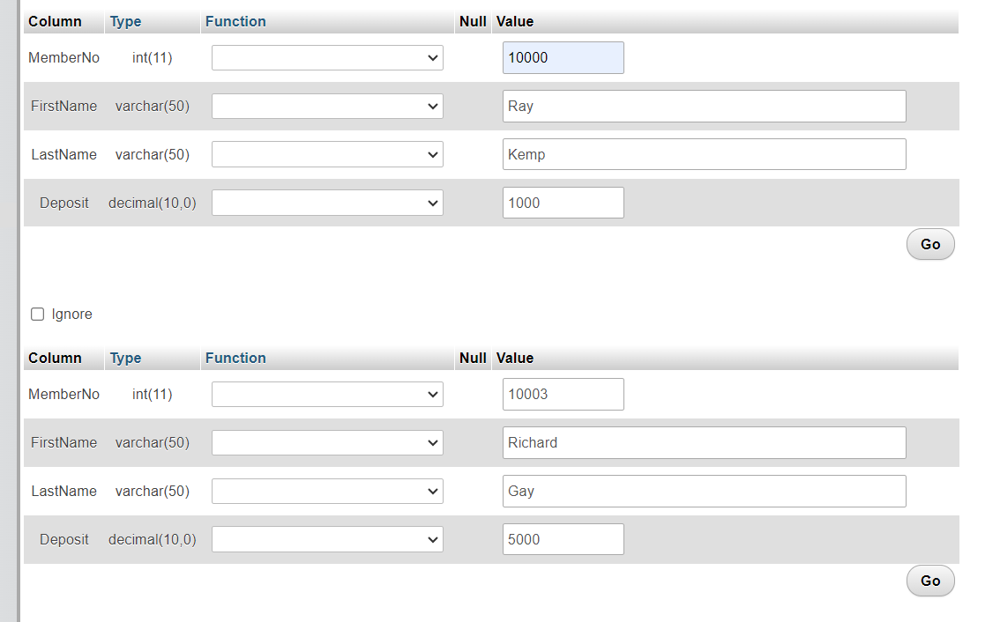 Column Type Function Null Value
MemberNo int(11) 10000
FirstName varchar(50) Ray
LastName varchar(50) Kemp
Deposit decimal(10,0) 1000
Go
Ignore
Column Type Function Null Value
MemberNo int(11) 10003
FirstName varchar(50) Richard
LastName varchar(50) Gay
Deposit decimal(10,0) 5000
Go